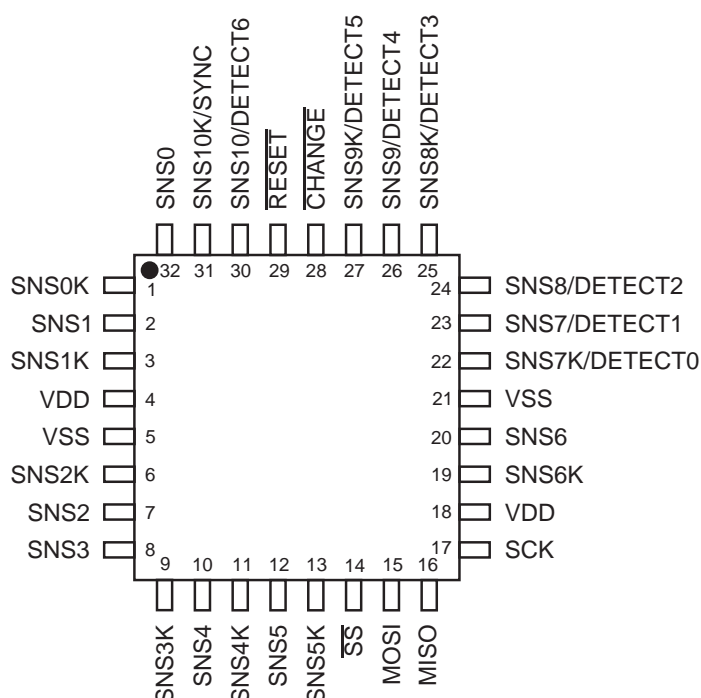 SNS0
SNS10K/SYNC
SNS10/DETECT6
RESET
CHANGE
SNS9K/DETECT5
SNS9/DETECT4
SNS8K/DETECT3
32 31 30 29 28 27 26 25
SNS0K 1
SNS1 2
SNS1K 3
VDD 4
VSS 5
SNS2K 6
SNS2 7
SNS3 8
24 SNS8/DETECT2
23 SNS7/DETECT1
22 SNS7K/DETECT0
21 VSS
20 SNS6
19 SNS6K
18 VDD
17 SCK
9 10 11 12 13 14 15 16
SNS3K
SNS4
SNS4K
SNS5
SNS5K
SS
MOSI
MISO